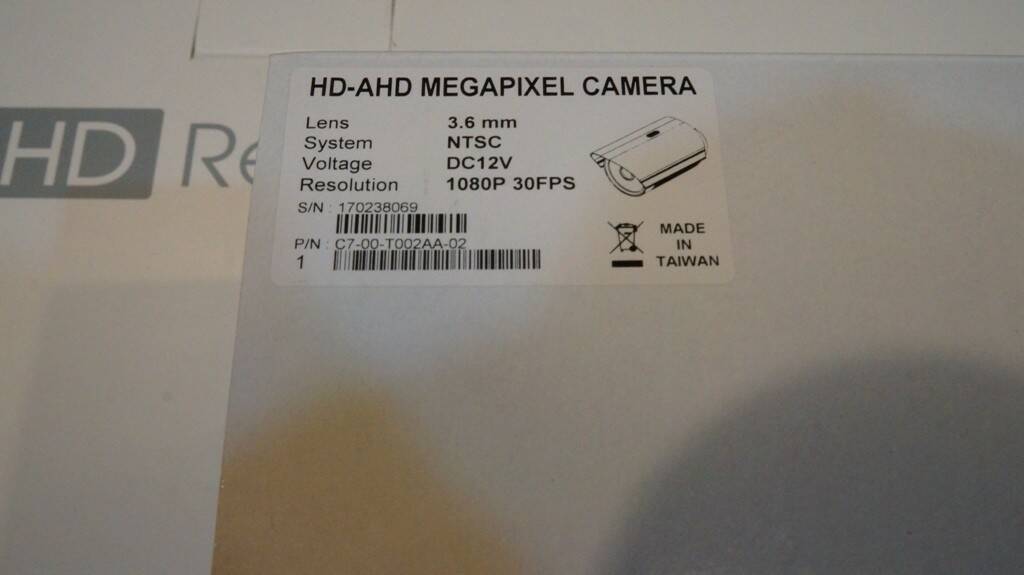 HD-AHD MEGAPIXEL CAMERA
Lens 3.6 mm
System NTSC
Voltage DC12V
Resolution 1080P 30FPS
S/N : 170238069
P/N : C7-00-T002AA-02
1
MADE
IN
TAIWAN
HD Re